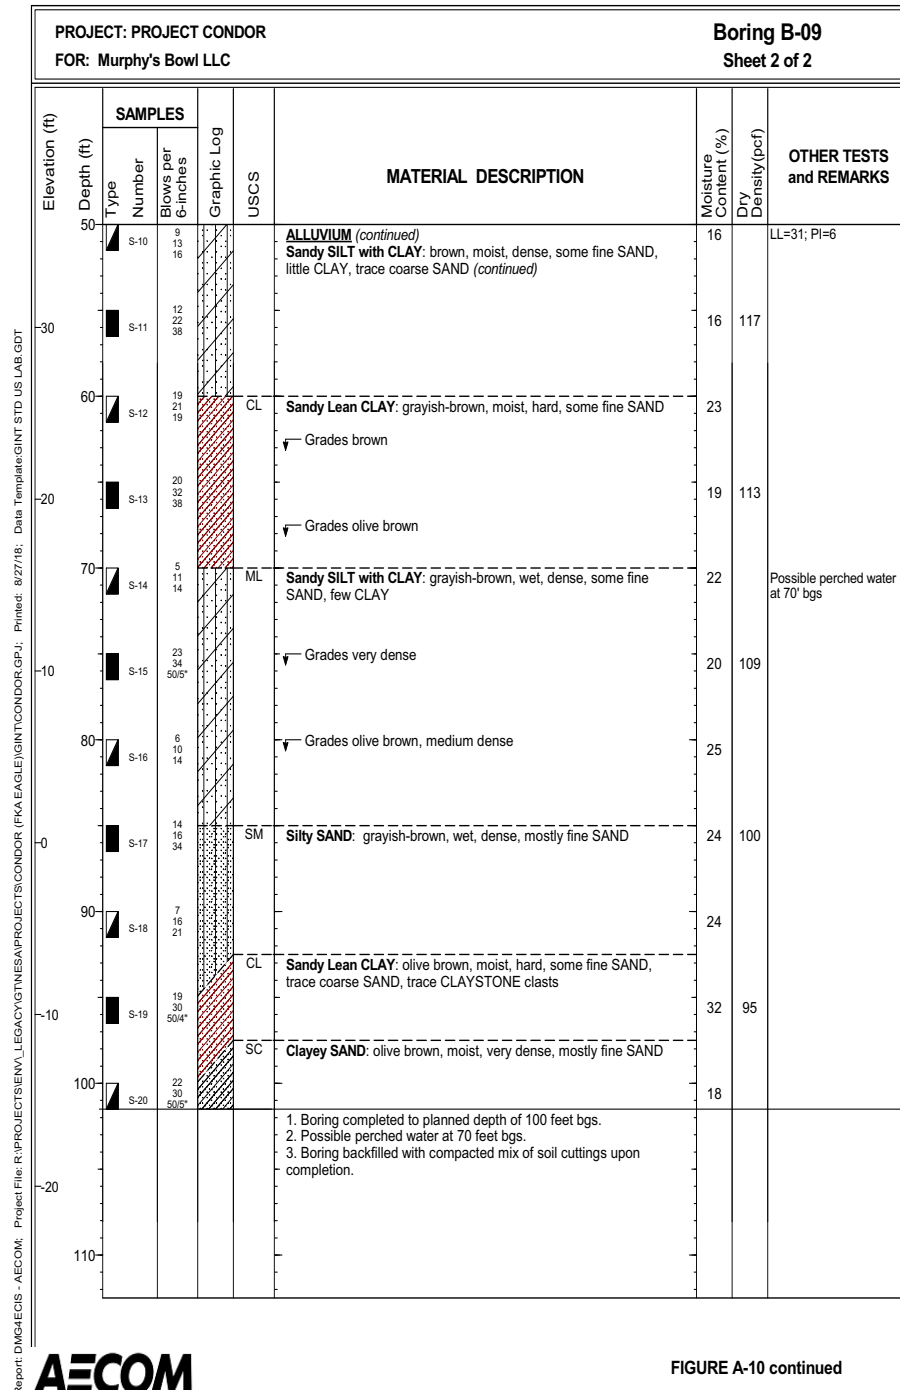 PROJECT: PROJECT CONDOR
FOR: Murphy's Bowl LLC
Boring B-09
Sheet 2 of 2
Elevation (ft)
Depth (ft)
SAMPLES
Type
Number
Blows per 6-inches
Graphic Log
USCS
MATERIAL DESCRIPTION
Moisture Content (%)
Dry Density(pcf)
OTHER TESTS and REMARKS
50
S-10
9
13
16
ALLUVIUM (continued)
Sandy SILT with CLAY: brown, moist, dense, some fine SAND,
little CLAY, trace coarse SAND (continued)
16
LL=31; PI=6
30
S-11
12
22
38
16 117
60
S-12
19
21
19
CL
Sandy Lean CLAY: grayish-brown, moist, hard, some fine SAND
23
Grades brown
20
S-13
20
32
38
19 113
Grades olive brown
70
S-14
5
11
14
ML
Sandy SILT with CLAY: grayish-brown, wet, dense, some fine
SAND, few CLAY
22
Possible perched water
at 70' bgs
10
S-15
23
34
50/5"
Grades very dense
20 109
80
S-16
6
10
14
Grades olive brown, medium dense
25
0
S-17
14
16
34
SM
Silty SAND: grayish-brown, wet, dense, mostly fine SAND
24 100
90
S-18
7
16
21
24
CL
Sandy Lean CLAY: olive brown, moist, hard, some fine SAND,
trace coarse SAND, trace CLAYSTONE clasts
-10
S-19
19
30
50/4"
32 95
SC
Clayey SAND: olive brown, moist, very dense, mostly fine SAND
100
S-20
22
30
50/5"
18
1. Boring completed to planned depth of 100 feet bgs.
2. Possible perched water at 70 feet bgs.
3. Boring backfilled with compacted mix of soil cuttings upon
completion.
-20
110
Report: DMG4ECIS - AECOM; Project File: R:\PROJECTS\ENV\_LEGACY\GT\NESA\PROJECTS\CONDOR (FKA EAGLE)\GINT\CONDOR.GPJ; Printed: 8/27/18; Data Template:GINT STD US LAB.GDT
AECOM
FIGURE A-10 continued